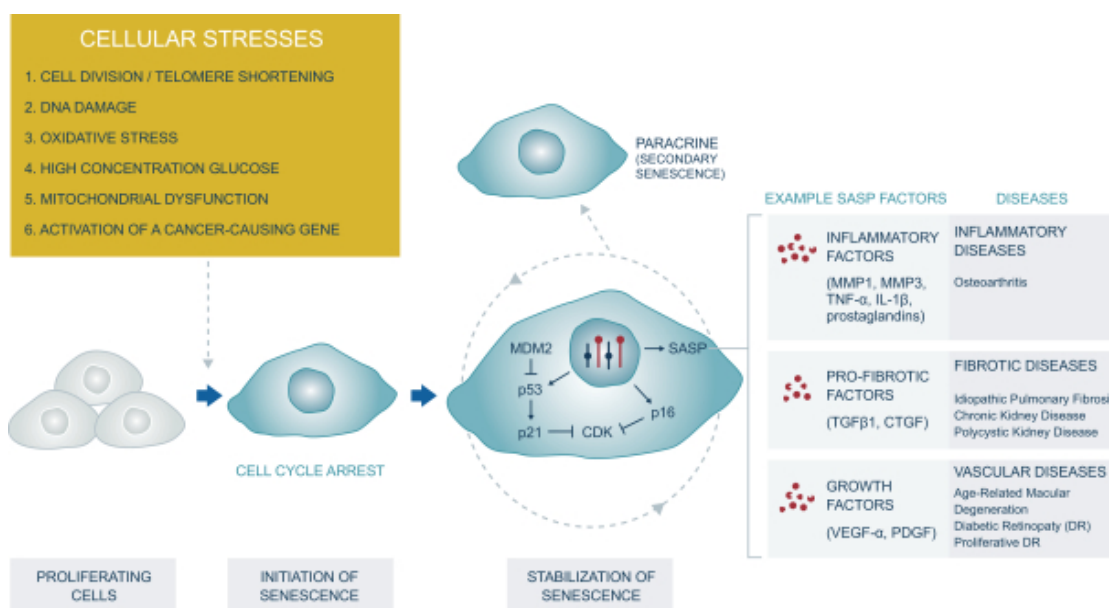 CELLULAR STRESSES
1. CELL DIVISION / TELOMERE SHORTENING
2. DNA DAMAGE
3. OXIDATIVE STRESS
4. HIGH CONCENTRATION GLUCOSE
5. MITOCHONDRIAL DYSFUNCTION
6. ACTIVATION OF A CANCER-CAUSING GENE
PARACRINE
(SECONDARY
SENESCENCE)
CELL CYCLE ARREST
MDM2
p53
p21
CDK
p16
SASP
EXAMPLE SASP FACTORS
DISEASES
INFLAMMATORY
FACTORS
(MMP1, MMP3,
TNF-α, IL-1β,
prostaglandins)
INFLAMMATORY
DISEASES
Osteoarthritis
PRO-FIBROTIC
FACTORS
(TGFβ1, CTGF)
FIBROTIC DISEASES
Idiopathic Pulmonary Fibrosi
Chronic Kidney Disease
Polycystic Kidney Disease
GROWTH
FACTORS
(VEGF-α, PDGF)
VASCULAR DISEASES
Age-Related Macular
Degeneration
Diabetic Retinopaty (DR)
Proliferative DR
PROLIFERATING
CELLS
INITIATION OF
SENESCENCE
STABILIZATION OF
SENESCENCE